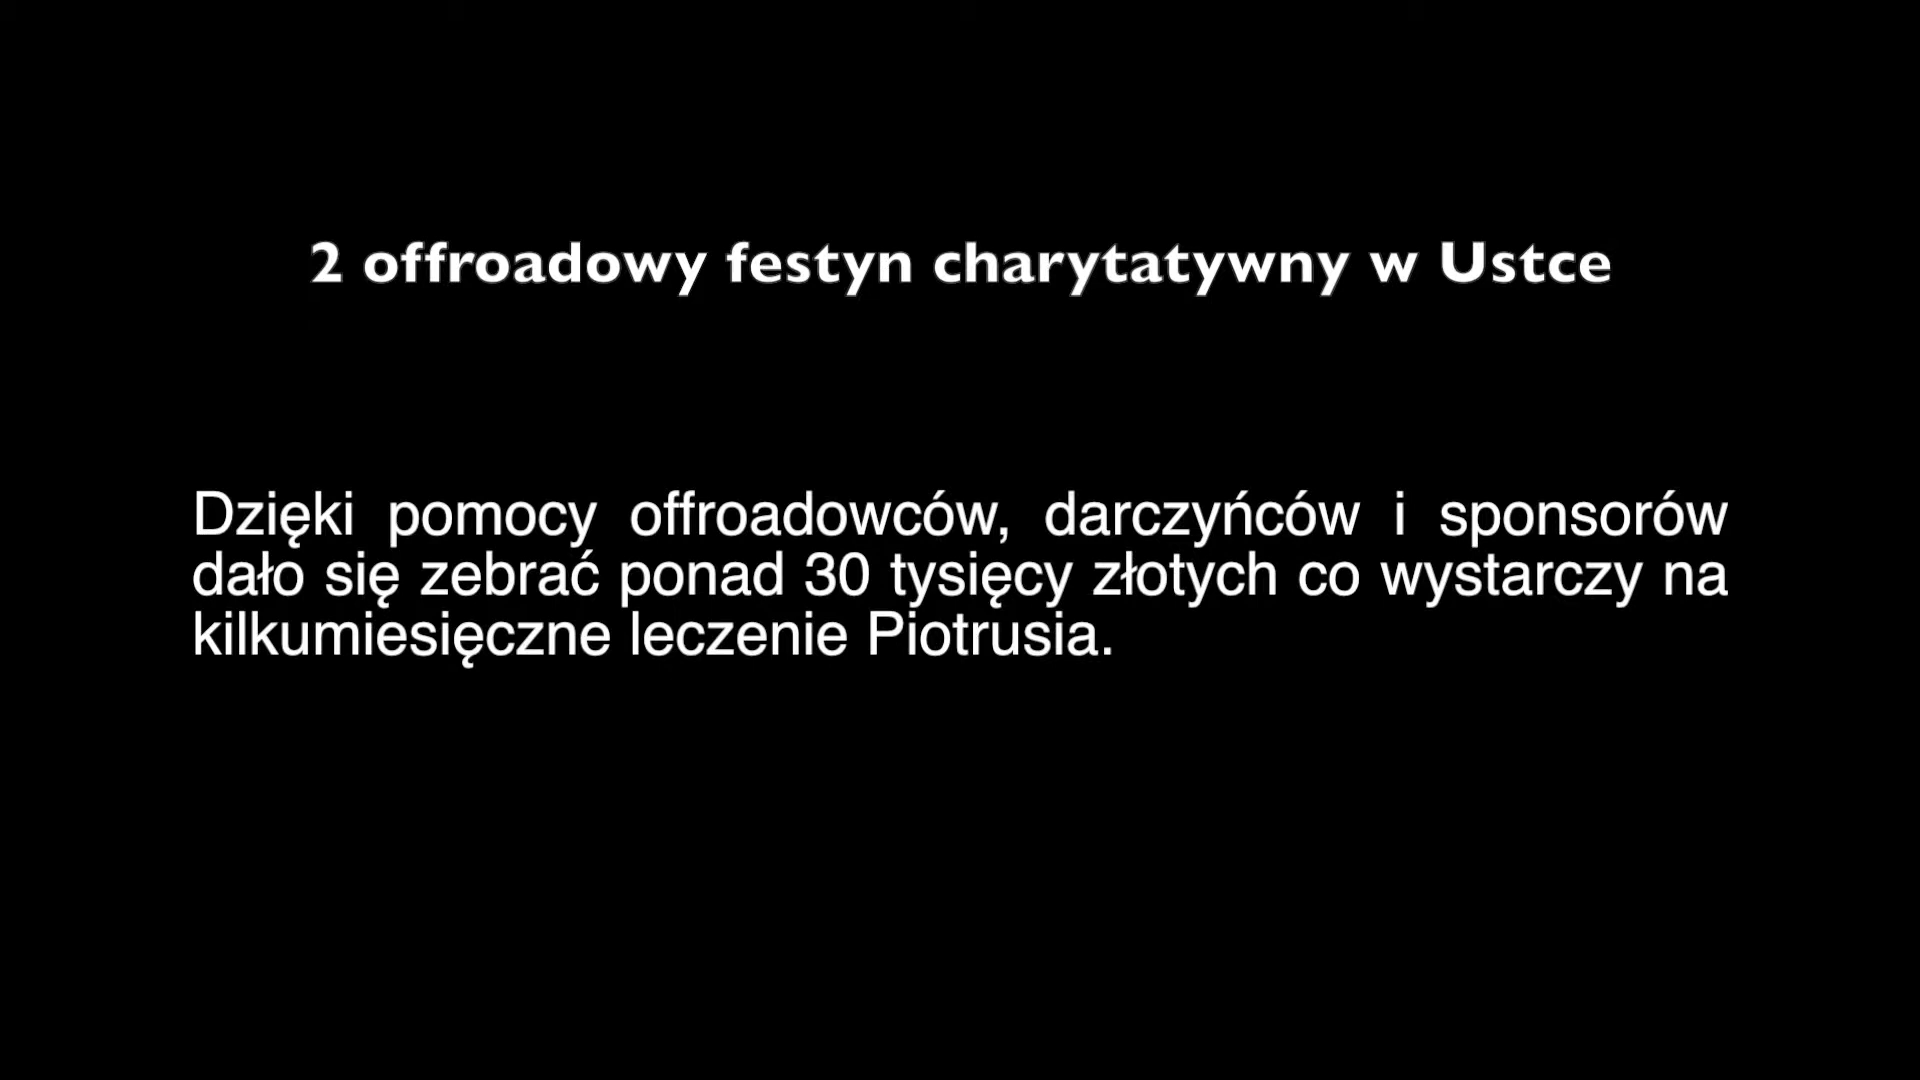 2 offroadowy festyn charytatywny w Ustce
Dzięki pomocy offroadowców, darczyńców i sponsorów
dało się zebrać ponad 30 tysięcy złotych co wystarczy na
kilkumiesięczne leczenie Piotrusia.